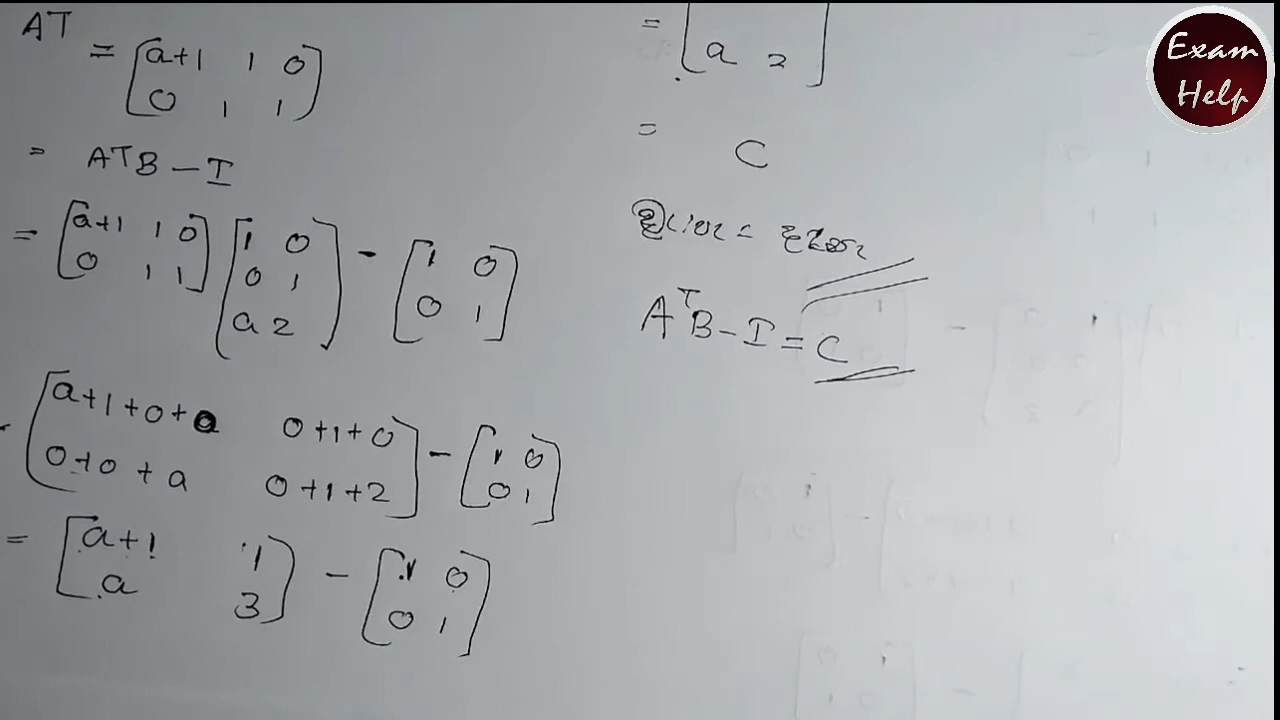 AT
= [a+1 1 0
0 1 1]
= ATB - I
= [a+1 1 0
0 1 1] [1 0
0 1
a 2] - [1 0
0 1]
[a+1+0+0 0+1+0
0+0+a 0+1+2] - [1 0
0 1]
= [a+1 1
a 3] - [1 0
0 1]
= [
a 2]
= C
A^T B - I = C
Exam
Help